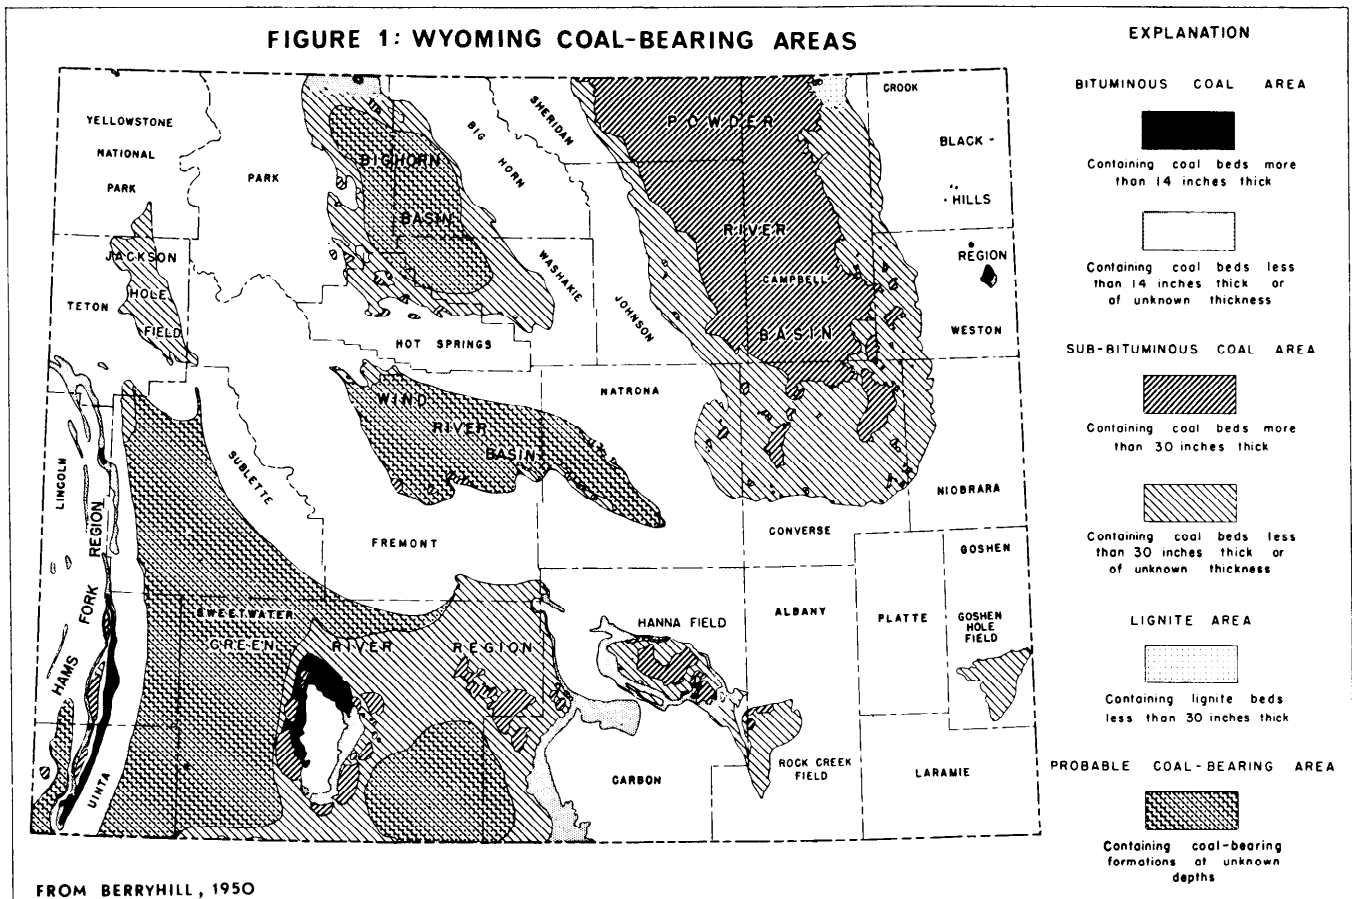 FIGURE 1: WYOMING COAL-BEARING AREAS
YELLOWSTONE
NATIONAL
PARK
PARK
BIGHORN
BASIN
BIG HORN
SHERIDAN
POWDER
RIVER
CAMPBELL
BASIN
CROOK
BLACK
HILLS
REGION
WESTON
JACKSON
HOLE
FIELD
TETON
WASHAKIE
JOHNSON
HOT SPRINGS
WIND
RIVER
BASIN
NATRONA
LINCOLN
SUBLETTE
FREMONT
CONVERSE
NIOBRARA
GOSHEN
HAMS FORK REGION
SWEETWATER
GREEN RIVER REGION
HANNA FIELD
ALBANY
PLATTE
GOSHEN
HOLE
FIELD
UINTA
CARBON
ROCK CREEK
FIELD
LARAMIE
FROM BERRYHILL, 1950
EXPLANATION
BITUMINOUS COAL AREA
Containing coal beds more
than 14 inches thick
Containing coal beds less
than 14 inches thick or
of unknown thickness
SUB-BITUMINOUS COAL AREA
Containing coal beds more
than 30 inches thick
Containing coal beds less
than 30 inches thick or
of unknown thickness
LIGNITE AREA
Containing lignite beds
less than 30 inches thick
PROBABLE COAL-BEARING AREA
Containing coal-bearing
formations at unknown
depths